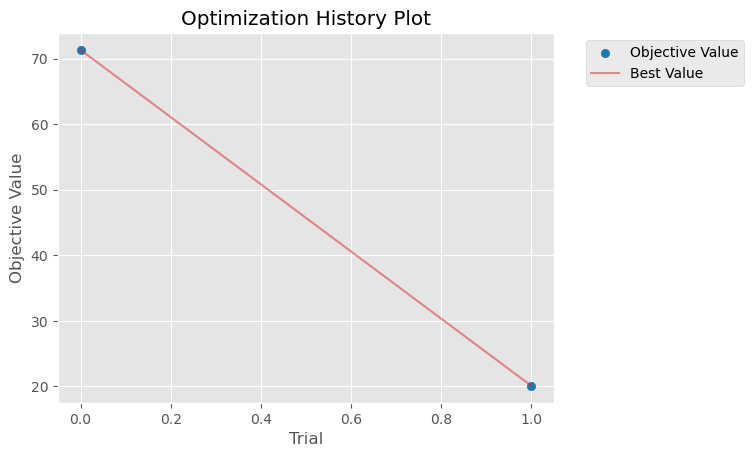 Optimization History Plot
Objective Value
Best Value
70
60
50
40
30
20
Objective Value
0.0 0.2 0.4 0.6 0.8 1.0
Trial